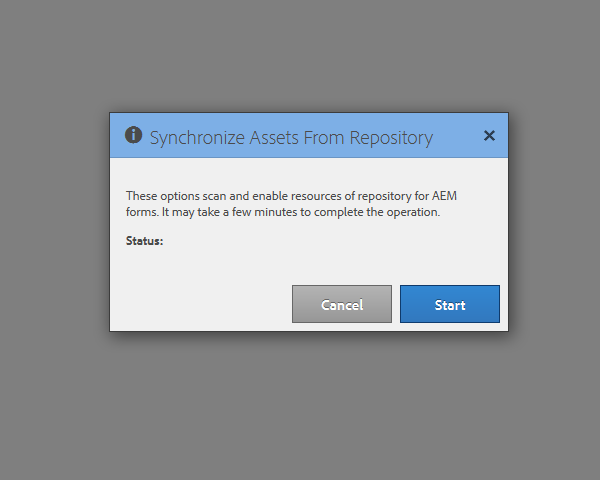 Synchronize Assets From Repository
These options scan and enable resources of repository for AEM
forms. It may take a few minutes to complete the operation.
Status:
Cancel
Start